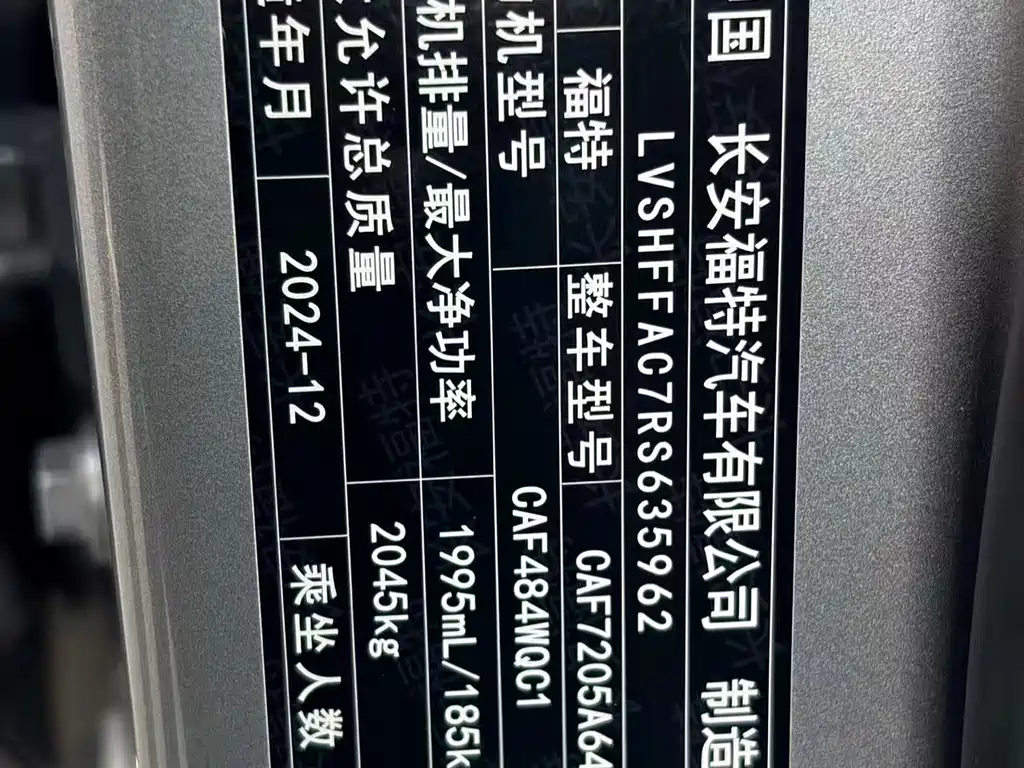 中国 长安福特汽车有限公司 制造
LVSHFFAC7RS635962
福特 整车型号 CAF7205A64
机型号 CAF484WQC1
机排量/最大净功率 1995mL/185k
允许总质量 2045kg
年月 2024-12 乘坐人数